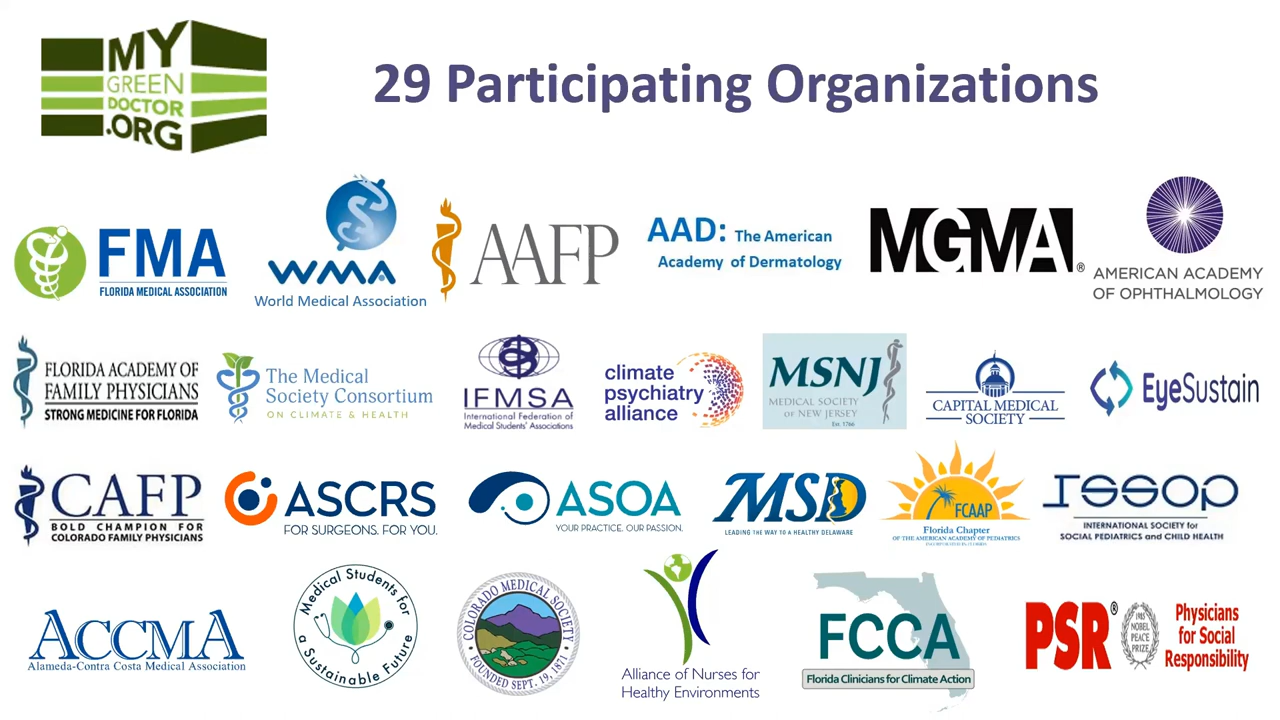 MY
GREEN
DOCTOR
.ORG
29 Participating Organizations
FMA
FLORIDA MEDICAL ASSOCIATION
WMA
World Medical Association
AAFP
AAD: The American
Academy of Dermatology
MGMA®
AMERICAN ACADEMY
OF OPHTHALMOLOGY
FLORIDA ACADEMY OF
FAMILY PHYSICIANS
STRONG MEDICINE FOR FLORIDA
The Medical
Society Consortium
ON CLIMATE & HEALTH
IFMSA
International Federation of
Medical Students' Associations
climate
psychiatry
alliance
MSNJ
MEDICAL SOCIETY
OF NEW JERSEY
Est. 1766
CAPITAL MEDICAL
SOCIETY
EyeSustain
CAFP
BOLD CHAMPION FOR
COLORADO FAMILY PHYSICIANS
ASCRS
FOR SURGEONS. FOR YOU.
ASOA
YOUR PRACTICE. OUR PASSION.
MSD
LEADING THE WAY TO A HEALTHY DELAWARE
FCAAP
Florida Chapter
OF THE AMERICAN ACADEMY OF PEDIATRICS
INCORPORATED IN FLORIDA
ISSOP
INTERNATIONAL SOCIETY for
SOCIAL PEDIATRICS and CHILD HEALTH
ACCMA
Alameda-Contra Costa Medical Association
Medical Students for
a Sustainable Future
COLORADO MEDICAL SOCIETY
FOUNDED SEPT. 19, 1871
Alliance of Nurses for
Healthy Environments
FCCA
Florida Clinicians for Climate Action
PSR®
1985
NOBEL
PEACE
PRIZE
Physicians
for Social
Responsibility